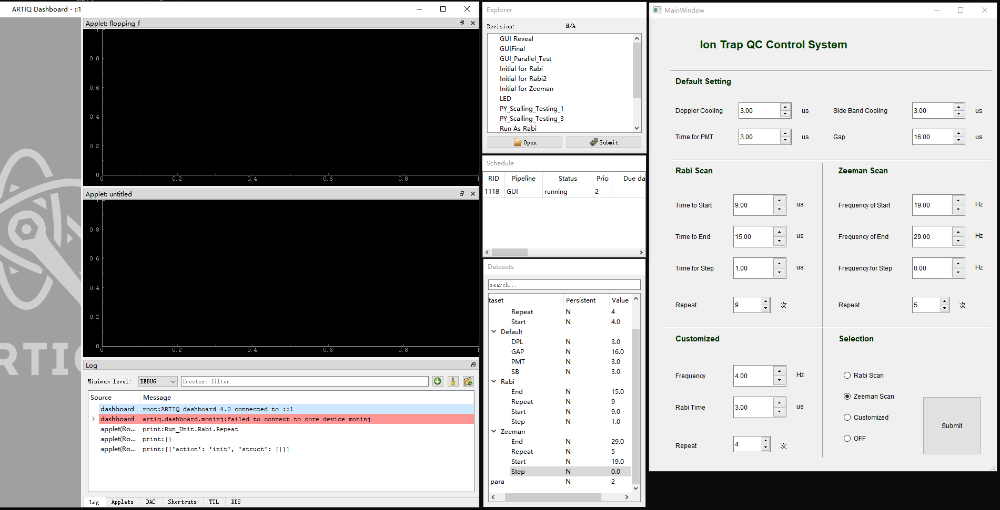 ARTIQ Dashboard - ::1
Applet: flopping_f
1
0.8
0.6
0.4
0.2
0
0 0.2 0.4 0.6 0.8 1
Applet: untitled
1
0.8
0.6
0.4
0.2
0
0 0.2 0.4 0.6 0.8 1
RTIQ
Log
Minimum level: DEBUG freetext filter...
Source Message
dashboard root:ARTIQ dashboard 4.0 connected to ::1
dashboard artiq.dashboard.moninj:failed to connect to core device moninj
applet(Ro... print:Run_Unit.Rabi.Repeat
applet(Ro... print:{}
applet(Ro... print:[{'action': 'init', 'struct': {}}]
Log Applets DAC Shortcuts TTL DDS
Explorer
Revision: N/A
GUI Reveal
GUIFinal
GUI_Parallel_Test
Initial for Rabi
Initial for Rabi2
Initial for Zeeman
LED
PY_Scalling_Testing_1
PY_Scalling_Testing_3
Run As Rabi
Open Submit
Schedule
RID Pipeline Status Prio Due da
1118 GUI running 2
Datasets
search...
taset Persistent Value
Repeat N 4
Start N 4.0
Default
DPL N 3.0
GAP N 16.0
PMT N 3.0
SB N 3.0
Rabi
End N 15.0
Repeat N 9
Start N 9.0
Step N 1.0
Zeeman
End N 29.0
Repeat N 5
Start N 19.0
Step N 0.0
para N 2
MainWindow
Ion Trap QC Control System
Default Setting
Doppler Cooling 3.00 us Side Band Cooling 3.00 us
Time for PMT 3.00 us Gap 16.00 us
Rabi Scan Zeeman Scan
Time to Start 9.00 us Frequency of Start 19.00 Hz
Time to End 15.00 us Frequency of End 29.00 Hz
Time for Step 1.00 us Frequency for Step 0.00 Hz
Repeat 9 次 Repeat 5 次
Customized Selection
Frequency 4.00 Hz Rabi Scan
Rabi Time 3.00 us Zeeman Scan
Customized
OFF
Submit
Repeat 4 次